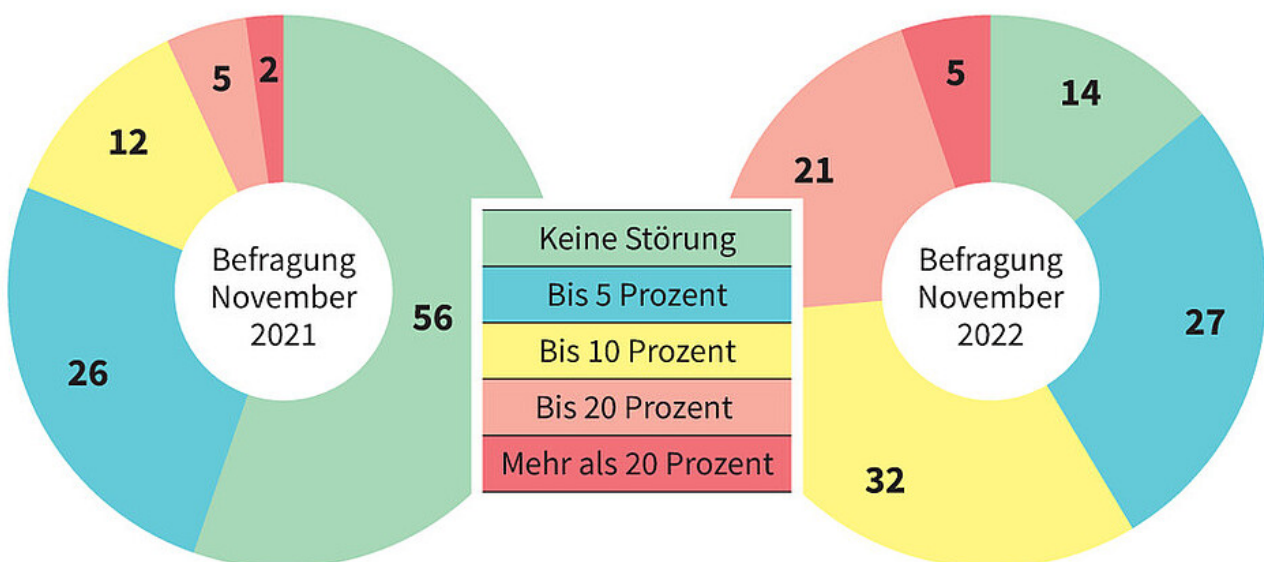 2
5
12
26
56
Befragung
November
2021
Keine Störung
Bis 5 Prozent
Bis 10 Prozent
Bis 20 Prozent
Mehr als 20 Prozent
5
14
21
27
32
Befragung
November
2022